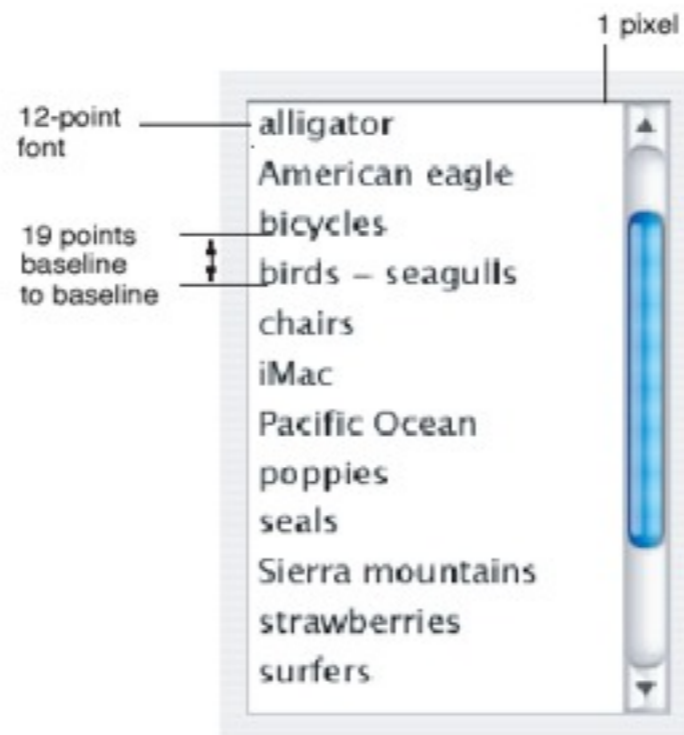 1 pixel
12-point
font
19 points
baseline
to baseline
alligator
American eagle
bicycles
birds – seagulls
chairs
iMac
Pacific Ocean
poppies
seals
Sierra mountains
strawberries
surfers